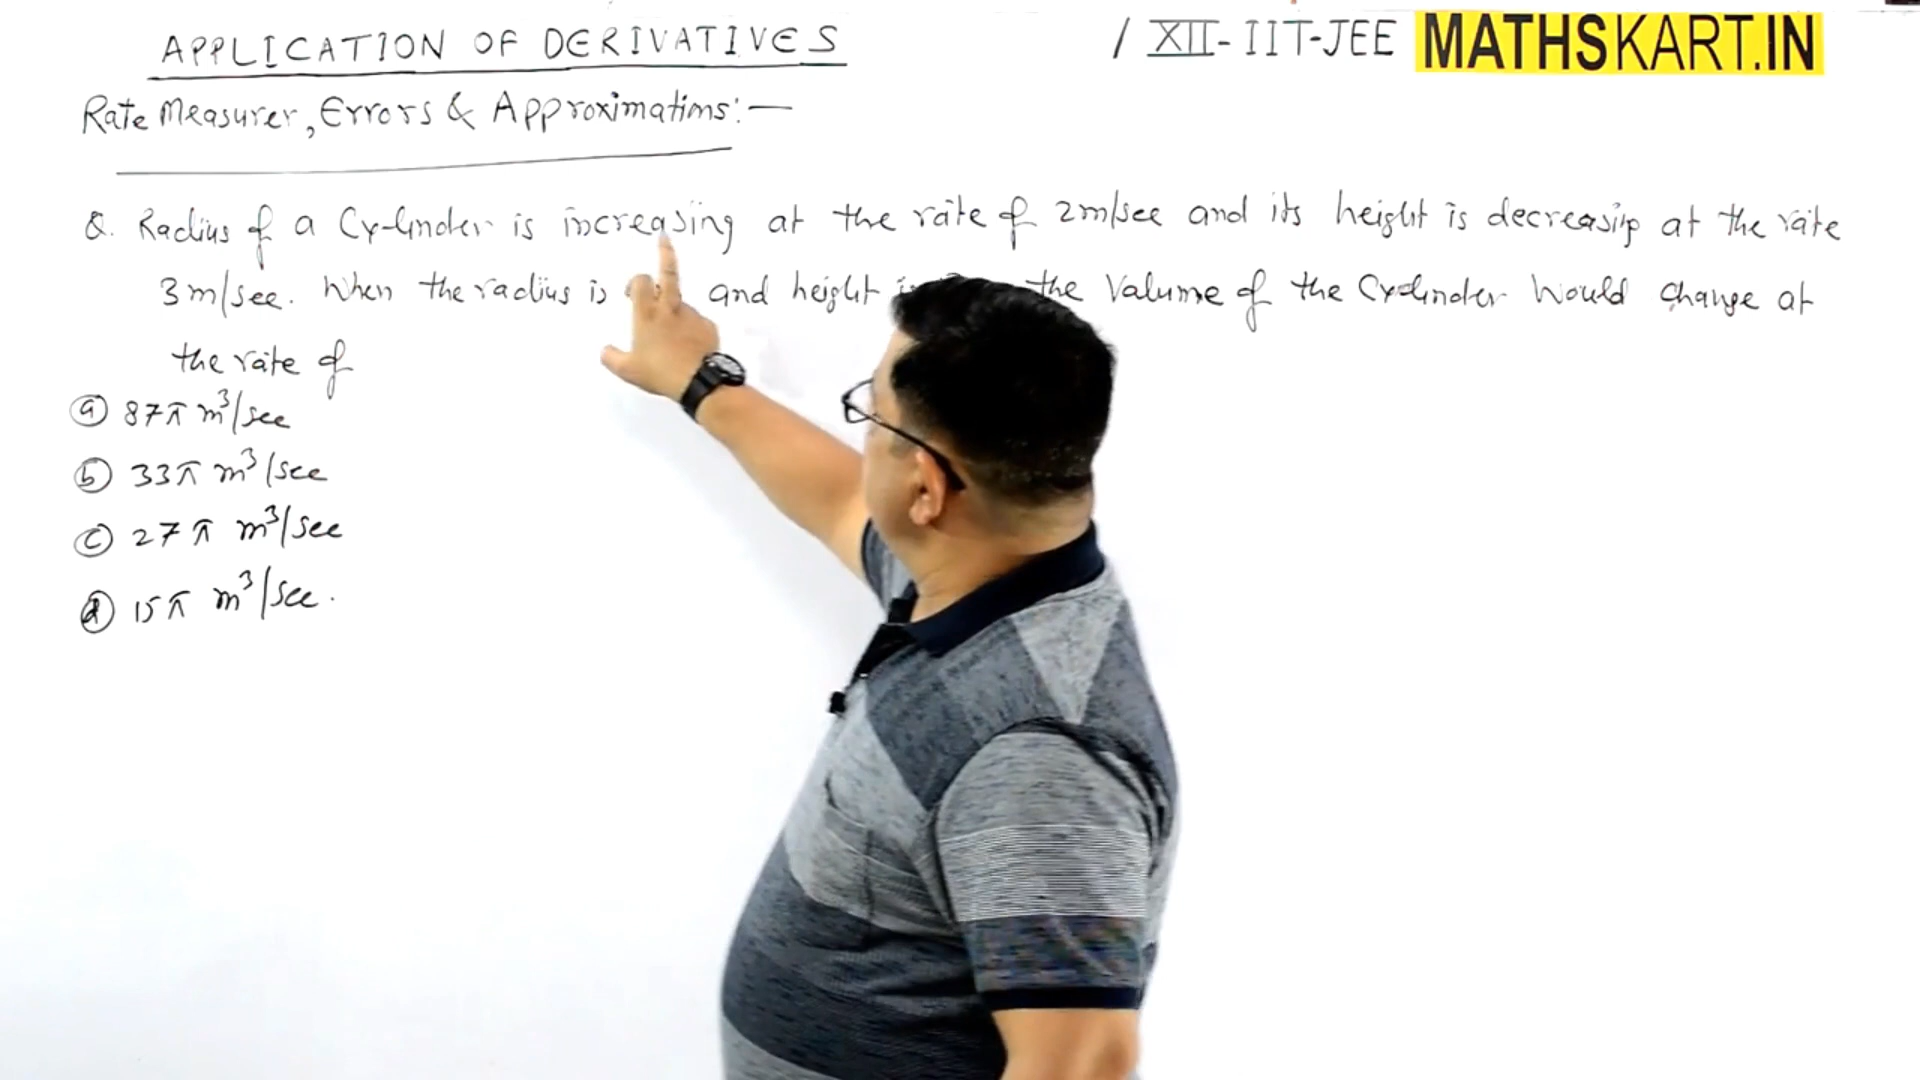 APPLICATION OF DERIVATIVES
/ XII-IIT-JEE MATHSKART.IN
Rate Measurer, Errors & Approximations:—
Q. Radius of a Cylinder is increasing at the rate of 2m/sec and its height is decreasing at the rate
3m/sec. When the radius is and height the Volume of the Cylinder Would change at
the rate of
(a) 87π m³/sec
(b) 33π m³/sec
(c) 27π m³/sec
(d) 15π m³/sec.